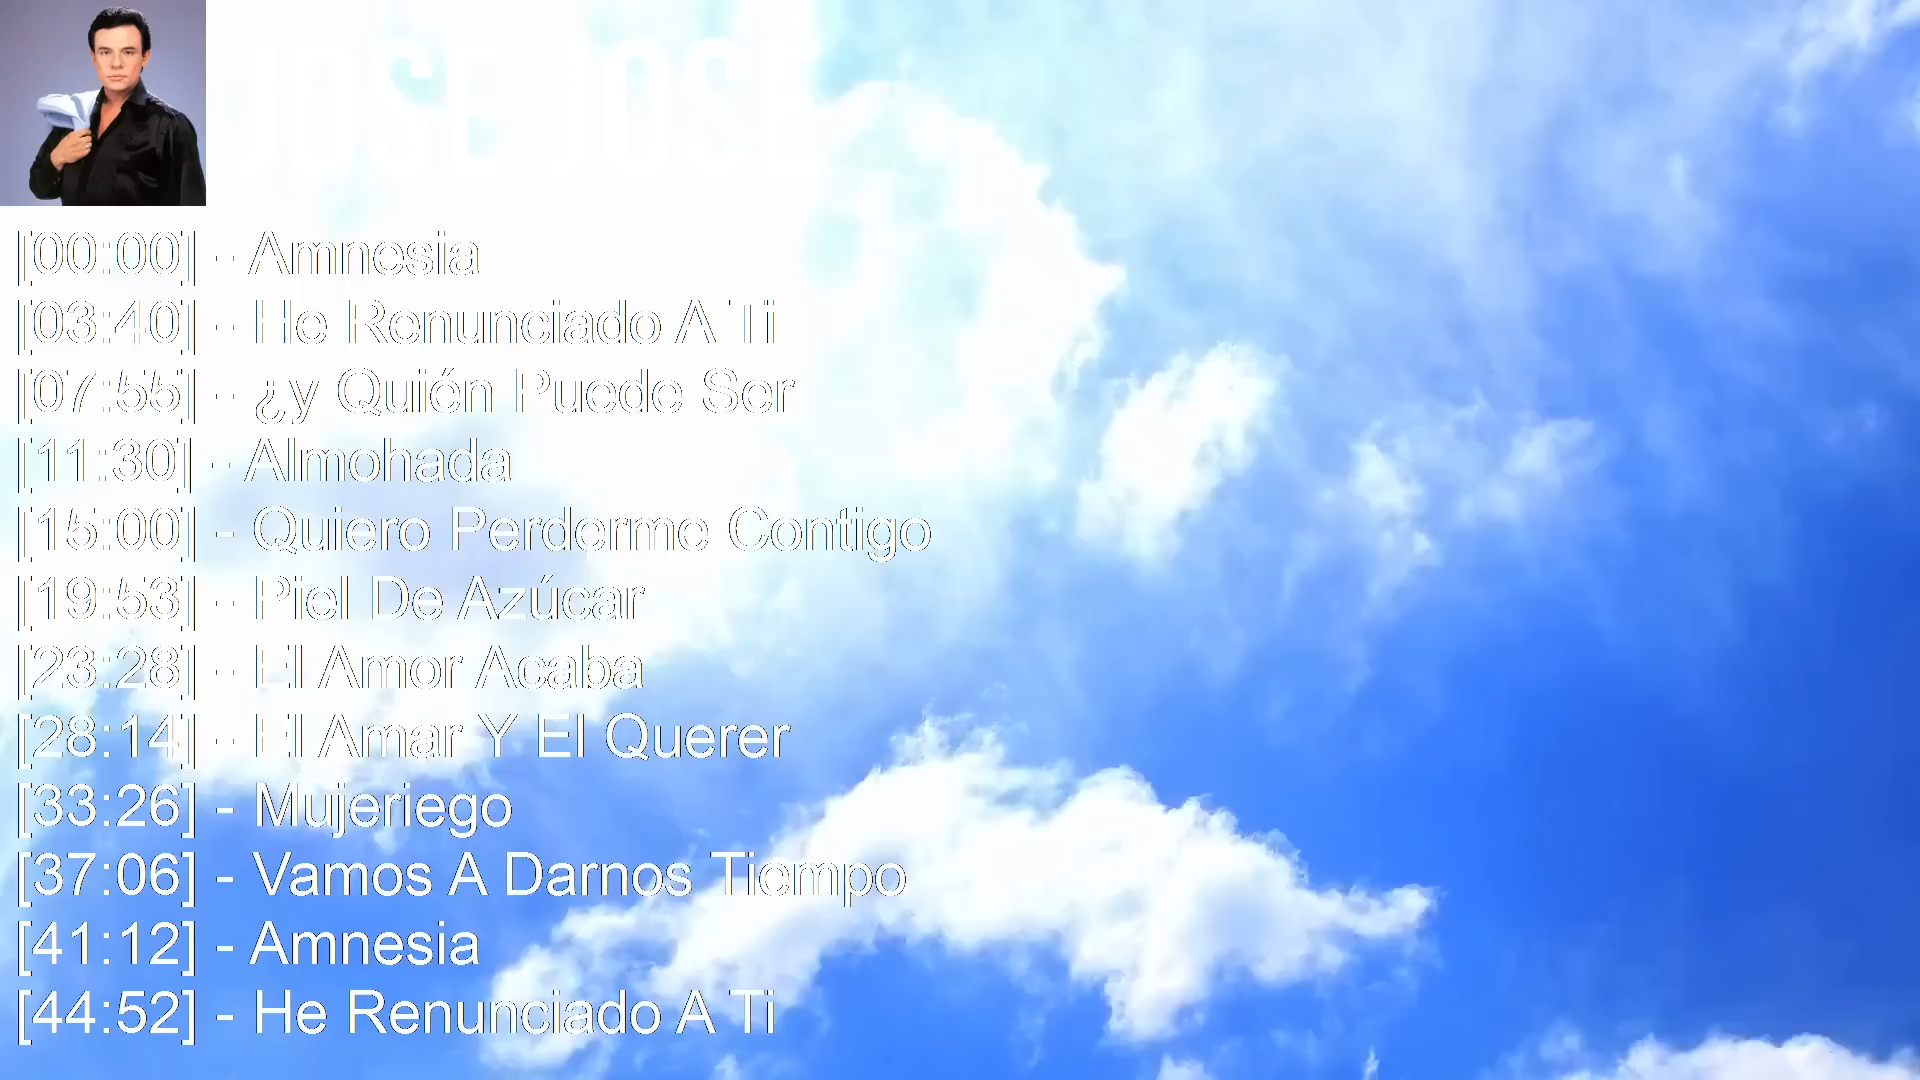 JOSÉ JOSÉ
[00:00] - Amnesia
[03:40] - He Renunciado A Ti
[07:55] - ¿y Quién Puede Ser
[11:30] - Almohada
[15:00] - Quiero Perderme Contigo
[19:53] - Piel De Azúcar
[23:28] - El Amor Acaba
[28:14] - El Amar Y El Querer
[33:26] - Mujeriego
[37:06] - Vamos A Darnos Tiempo
[41:12] - Amnesia
[44:52] - He Renunciado A Ti